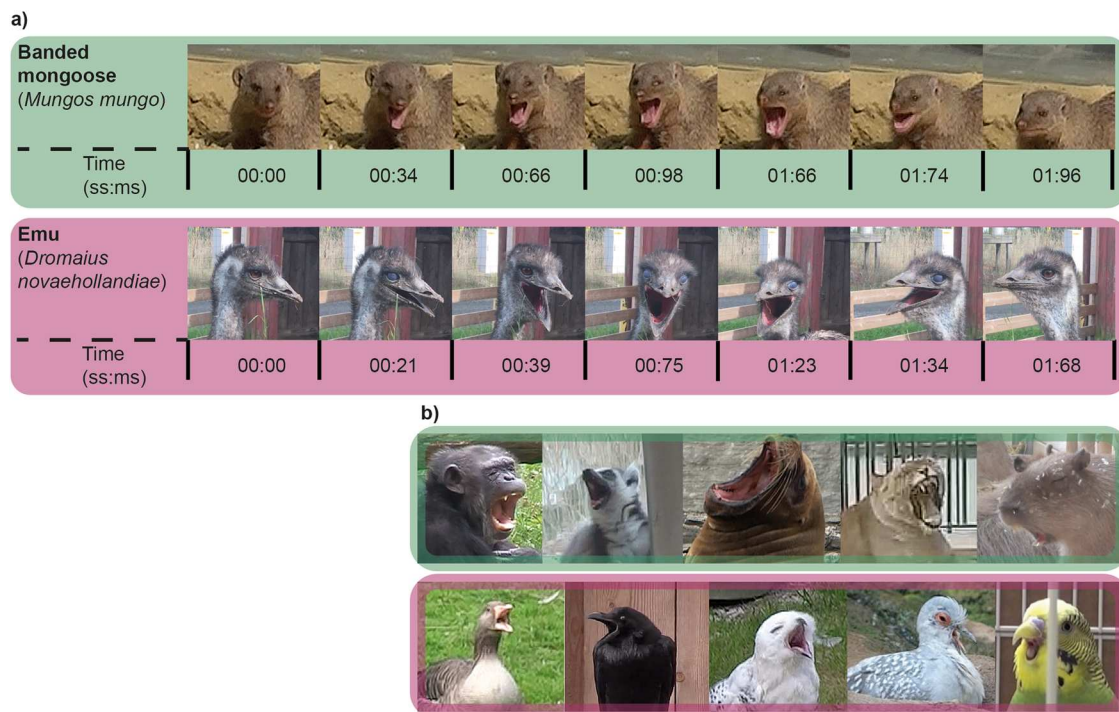 a)
Banded
mongoose
(Mungos mungo)
Time
(ss:ms)
00:00 00:34 00:66 00:98 01:66 01:74 01:96
Emu
(Dromaius
novaehollandiae)
Time
(ss:ms)
00:00 00:21 00:39 00:75 01:23 01:34 01:68
b)